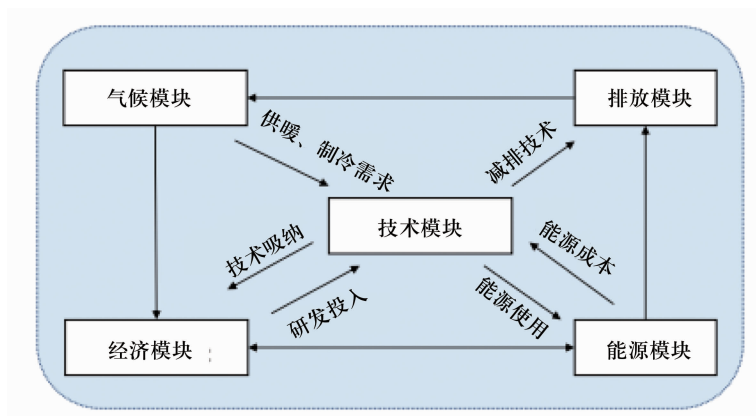 气候模块
排放模块
供暖、制冷需求
减排技术
技术模块
技术吸纳
能源成本
研发投入
能源使用
经济模块
能源模块